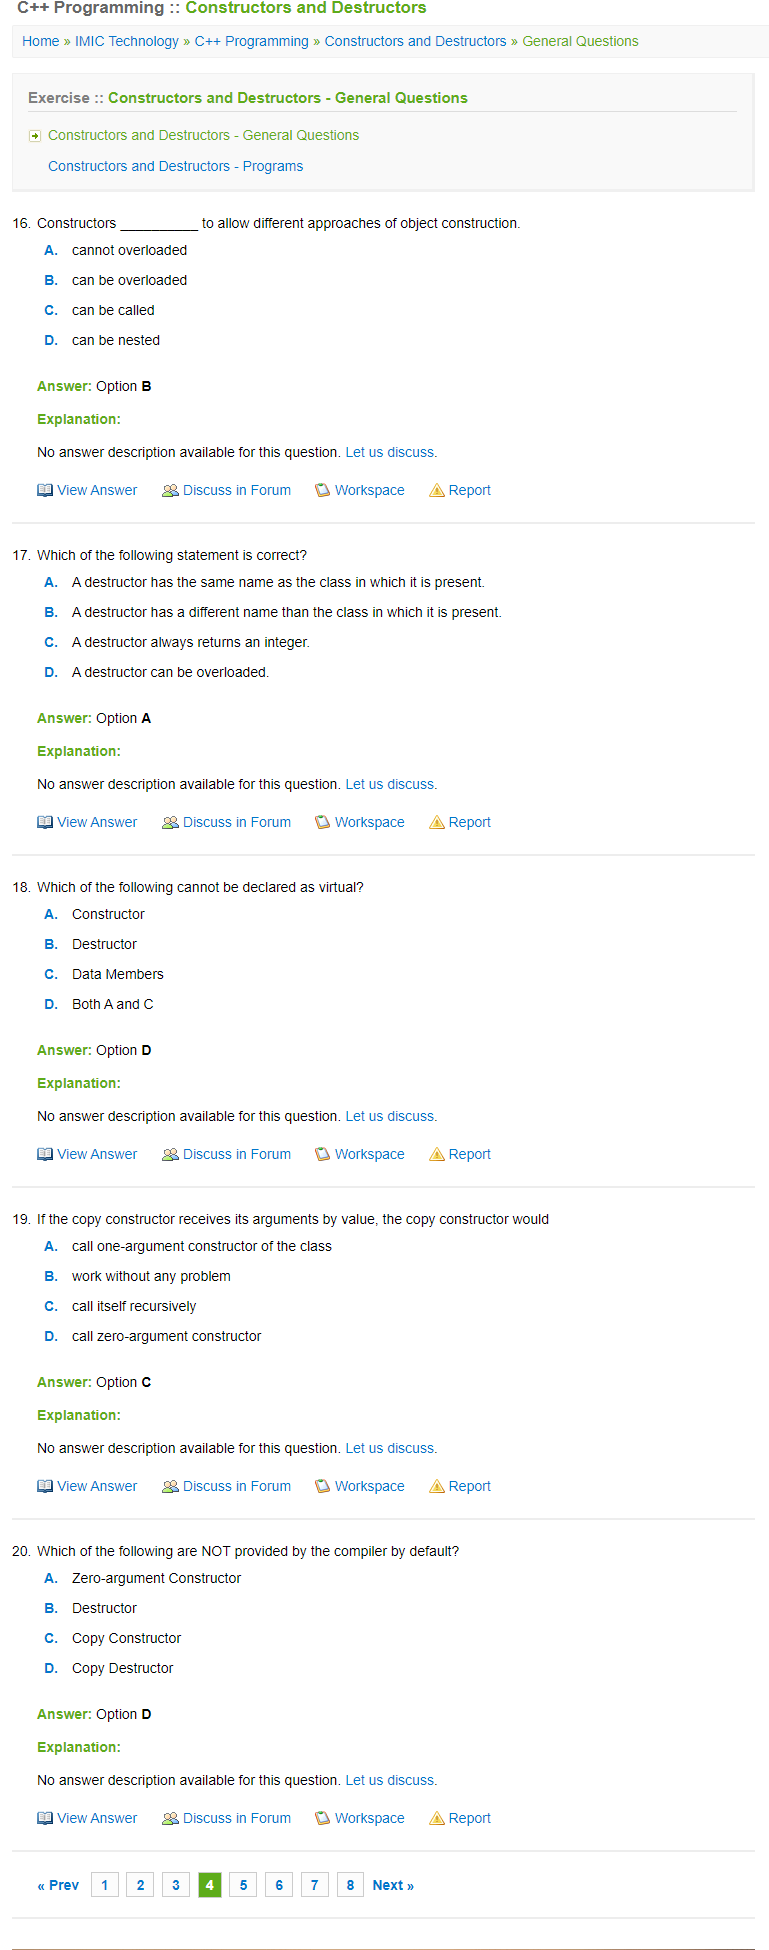 C++ Programming :: Constructors and Destructors
Home » IMIC Technology » C++ Programming » Constructors and Destructors » General Questions
Exercise :: Constructors and Destructors - General Questions
Constructors and Destructors - General Questions
Constructors and Destructors - Programs
16. Constructors __________ to allow different approaches of object construction.
A. cannot overloaded
B. can be overloaded
C. can be called
D. can be nested
Answer: Option B
Explanation:
No answer description available for this question. Let us discuss.
View Answer Discuss in Forum Workspace Report
17. Which of the following statement is correct?
A. A destructor has the same name as the class in which it is present.
B. A destructor has a different name than the class in which it is present.
C. A destructor always returns an integer.
D. A destructor can be overloaded.
Answer: Option A
Explanation:
No answer description available for this question. Let us discuss.
View Answer Discuss in Forum Workspace Report
18. Which of the following cannot be declared as virtual?
A. Constructor
B. Destructor
C. Data Members
D. Both A and C
Answer: Option D
Explanation:
No answer description available for this question. Let us discuss.
View Answer Discuss in Forum Workspace Report
19. If the copy constructor receives its arguments by value, the copy constructor would
A. call one-argument constructor of the class
B. work without any problem
C. call itself recursively
D. call zero-argument constructor
Answer: Option C
Explanation:
No answer description available for this question. Let us discuss.
View Answer Discuss in Forum Workspace Report
20. Which of the following are NOT provided by the compiler by default?
A. Zero-argument Constructor
B. Destructor
C. Copy Constructor
D. Copy Destructor
Answer: Option D
Explanation:
No answer description available for this question. Let us discuss.
View Answer Discuss in Forum Workspace Report
« Prev 1 2 3 4 5 6 7 8 Next »